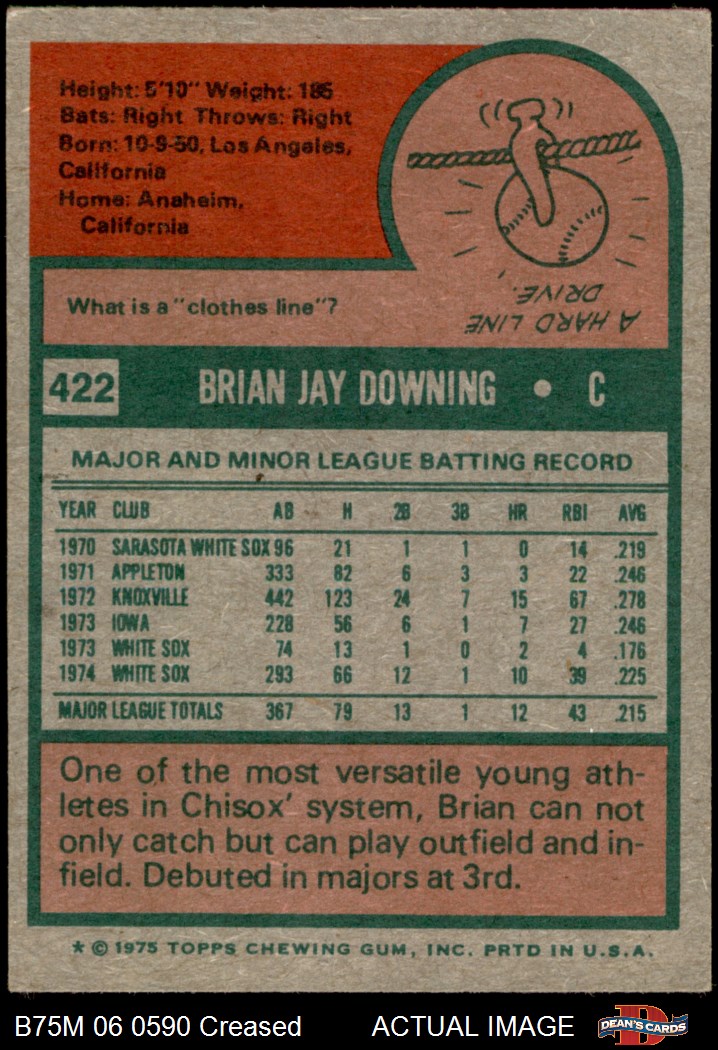 Height: 5'10" Weight: 185
Bats: Right Throws: Right
Born: 10-9-50, Los Angeles,
California
Home: Anaheim,
California
What is a "clothes line"?
A HARD LINE
DRIVE.
422 BRIAN JAY DOWNING • C
MAJOR AND MINOR LEAGUE BATTING RECORD
YEAR CLUB AB H 2B 3B HR RBI AVG
1970 SARASOTA WHITE SOX 96 21 1 1 0 14 .219
1971 APPLETON 333 82 6 3 3 22 .246
1972 KNOXVILLE 442 123 24 7 15 67 .278
1973 IOWA 228 56 6 1 7 27 .246
1973 WHITE SOX 74 13 1 0 2 4 .176
1974 WHITE SOX 293 66 12 1 10 39 .225
MAJOR LEAGUE TOTALS 367 79 13 1 12 43 .215
One of the most versatile young ath-
letes in Chisox' system, Brian can not
only catch but can play outfield and in-
field. Debuted in majors at 3rd.
* © 1975 TOPPS CHEWING GUM, INC. PRTD IN U.S.A.
B75M 06 0590 Creased ACTUAL IMAGE
D
DEAN'S CARDS